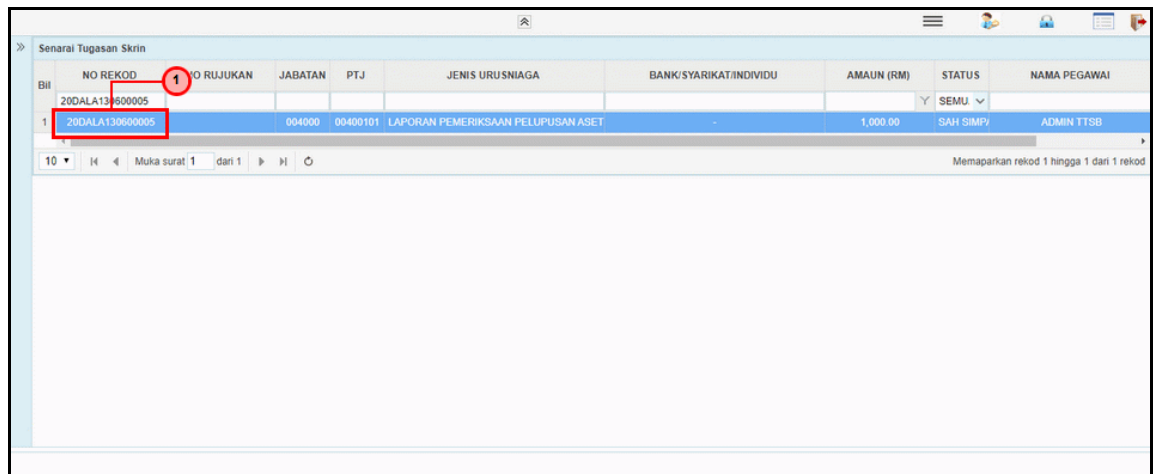 Senarai Tugasan Skrin
Bil NO REKOD NO RUJUKAN JABATAN PTJ JENIS URUSNIAGA BANK/SYARIKAT/INDIVIDU AMAUN (RM) STATUS NAMA PEGAWAI
1
20DALA130600005 SEMU.
1 20DALA130600005 004000 00400101 LAPORAN PEMERIKSAAN PELUPUSAN ASET - 1,000.00 SAH SIMPA ADMIN TTSB
10 Muka surat 1 dari 1 Memaparkan rekod 1 hingga 1 dari 1 rekod